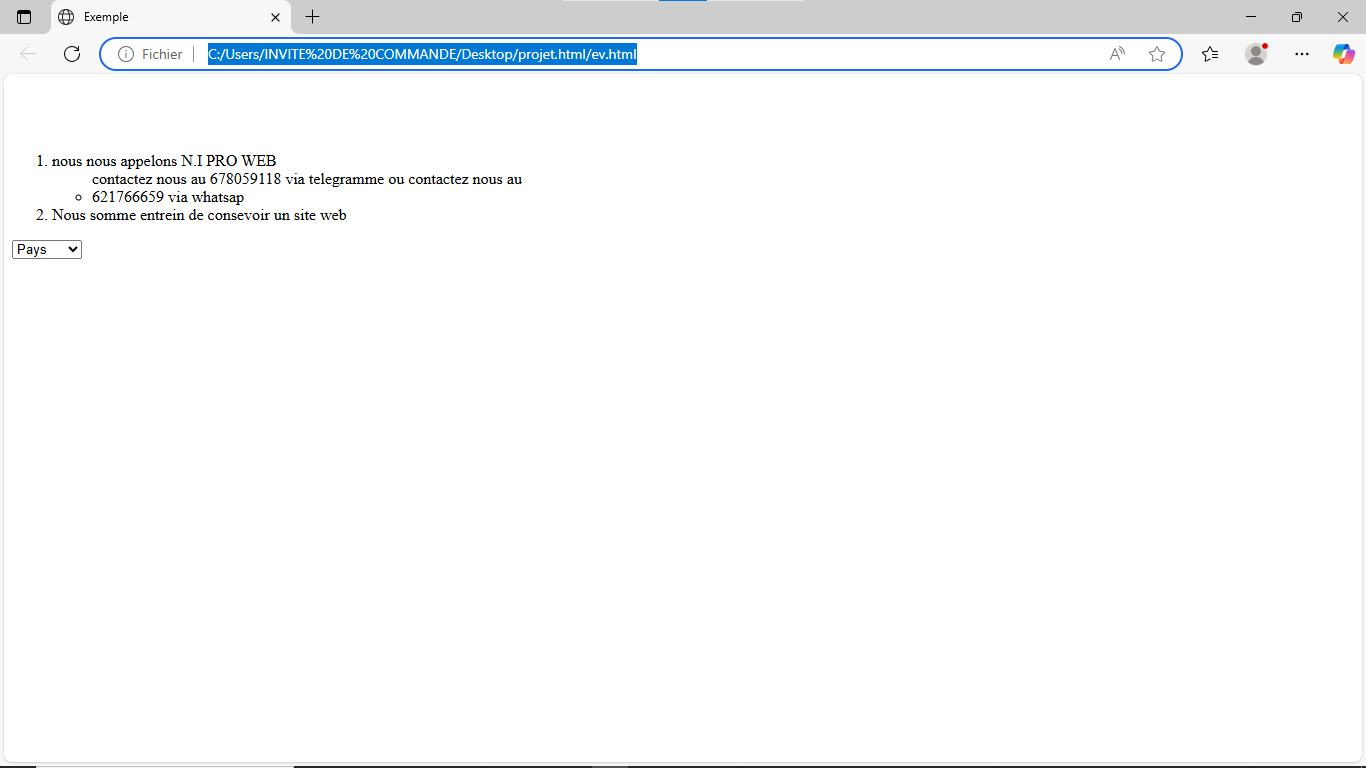 Exemple
Fichier C:/Users/INVITE%20DE%20COMMANDE/Desktop/projet.html/ev.html
1. nous nous appelons N.I PRO WEB
contactez nous au 678059118 via telegramme ou contactez nous au
621766659 via whatsap
2. Nous somme entrein de consevoir un site web
Pays